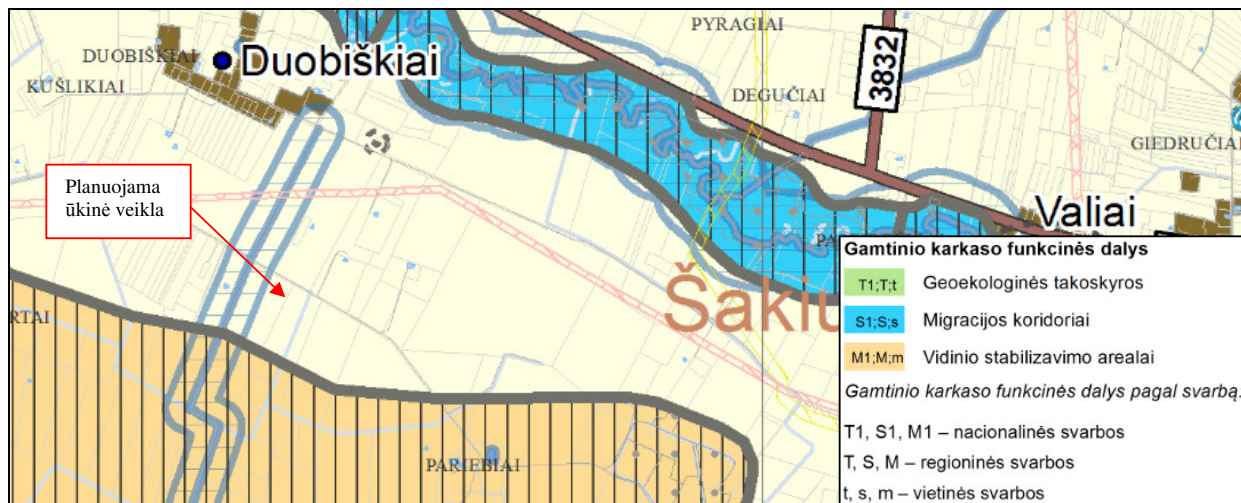 PYRAGIAI
DUOBIŠKIAI
Duobiškiai
KUŠLIKIAI
3832
DEGUČIAI
GIEDRUČIAI
Planuojama
ūkinė veikla
Valiai
PA
Šakiu
RTAI
PARIEBIAI
Gamtinio karkaso funkcinės dalys
T1;T;t Geoekologinės takoskyros
S1;S;s Migracijos koridoriai
M1;M;m Vidinio stabilizavimo arealai
Gamtinio karkaso funkcinės dalys pagal svarbą:
T1, S1, M1 – nacionalinės svarbos
T, S, M – regioninės svarbos
t, s, m – vietinės svarbos